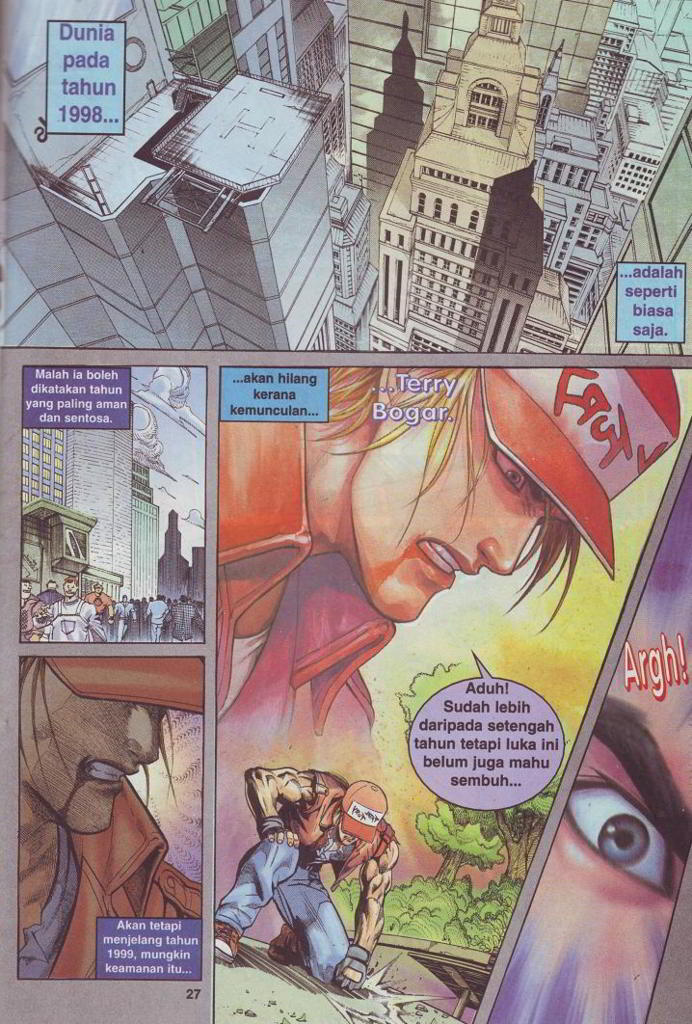 Dunia
pada
tahun
1998...
...adalah
seperti
biasa
saja.
Malah ia boleh
dikatakan tahun
yang paling aman
dan sentosa.
Akan tetapi
menjelang tahun
1999, mungkin
keamanan itu...
...akan hilang
kerana
kemunculan...
...Terry
Bogar.
Aduh!
Sudah lebih
daripada setengah
tahun tetapi luka ini
belum juga mahu
sembuh...
Argh!
27